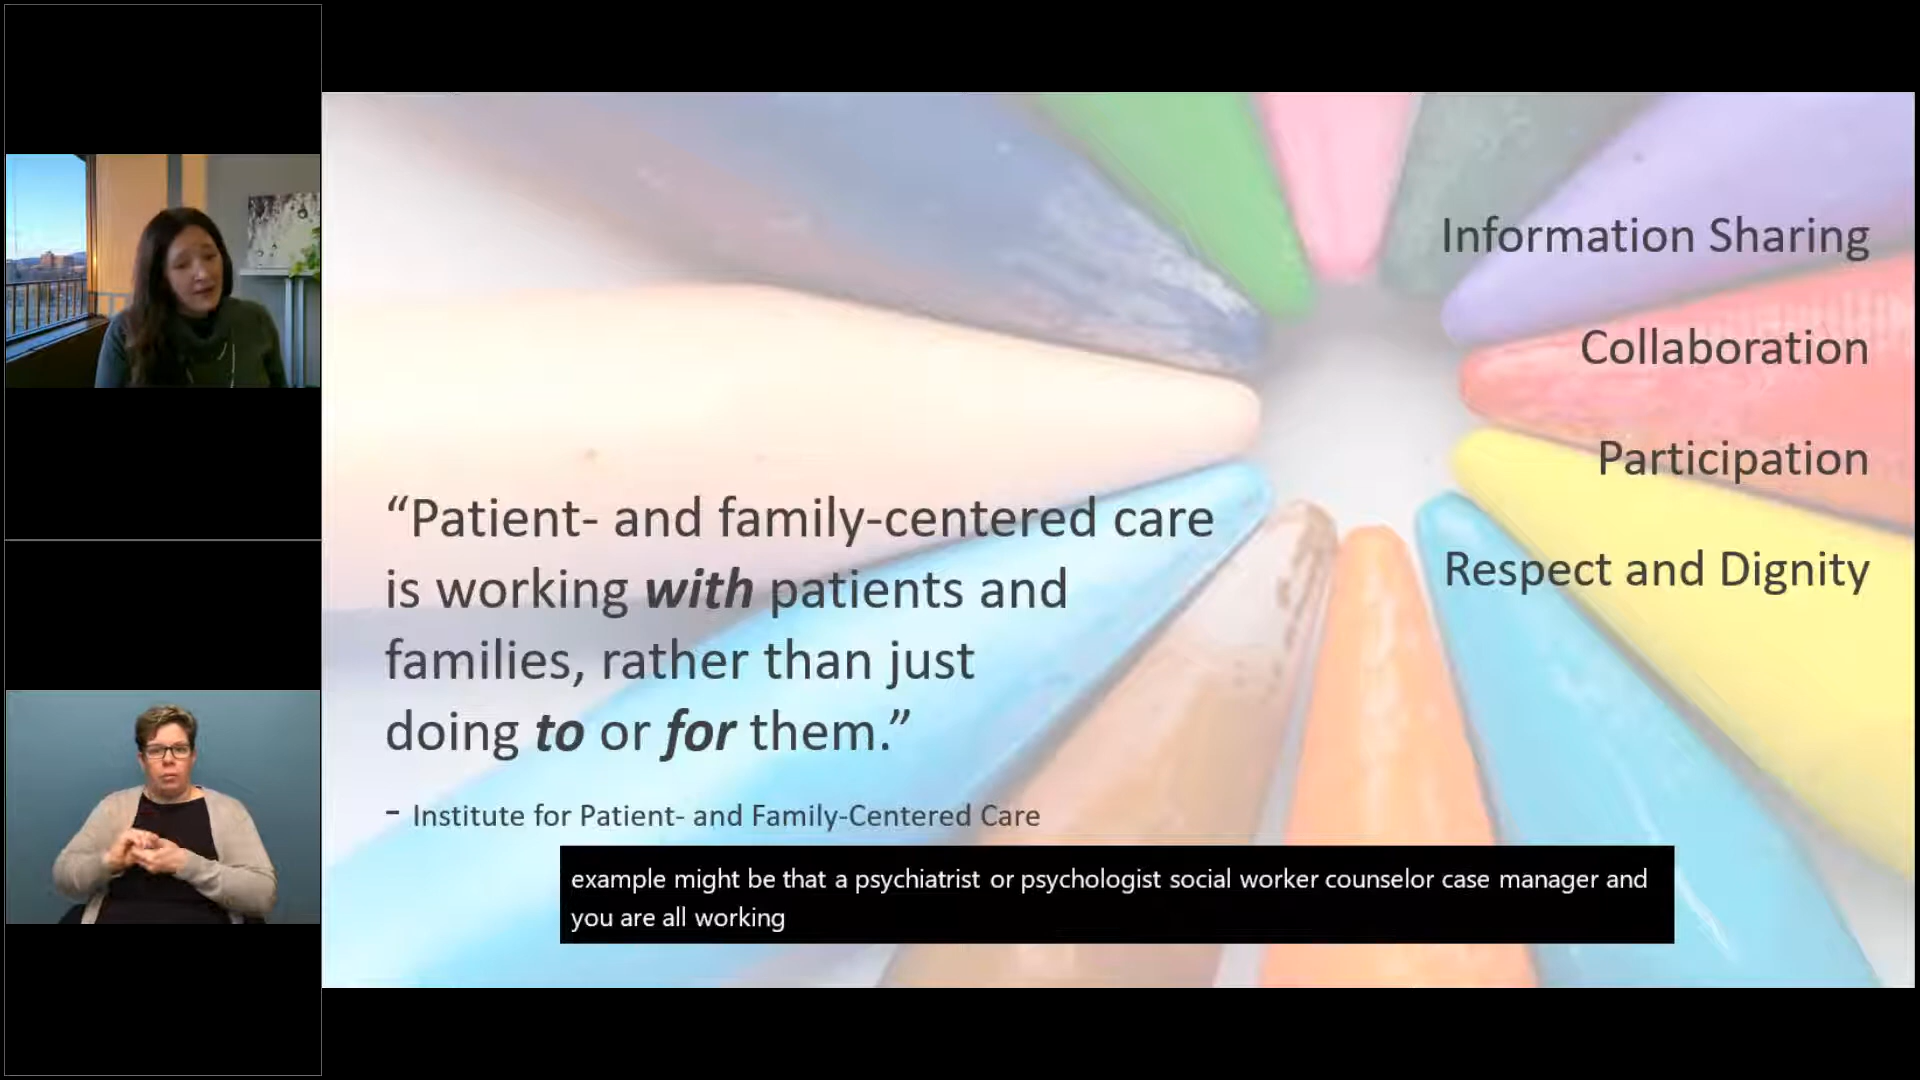 Information Sharing
Collaboration
Participation
Respect and Dignity
“Patient- and family-centered care
is working with patients and
families, rather than just
doing to or for them.”
- Institute for Patient- and Family-Centered Care
example might be that a psychiatrist or psychologist social worker counselor case manager and
you are all working